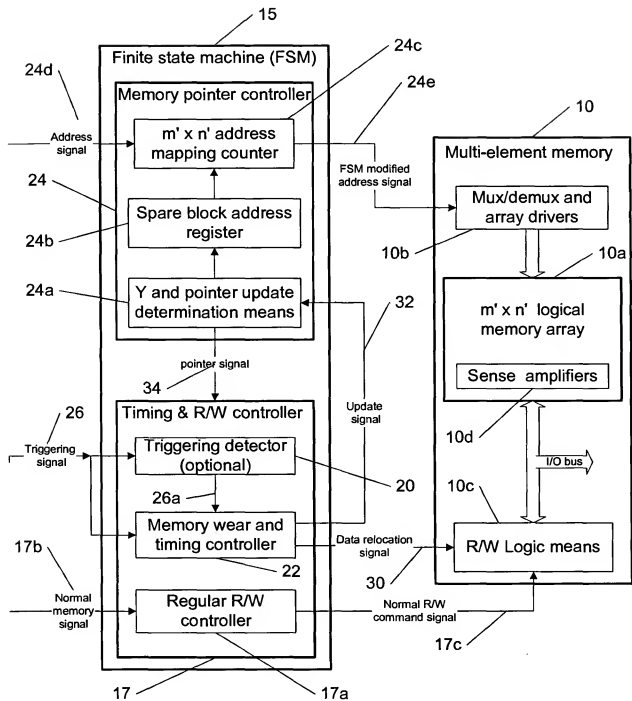 15
Finite state machine (FSM)
24c
24d
24e
Memory pointer controller
10
Address
signal
m' x n' address
mapping counter
Multi-element memory
FSM modified
address signal
24
Mux/demux and
array drivers
Spare block address
register
24b
10b
10a
24a
Y and pointer update
determination means
32
m' x n' logical
memory array
pointer signal
34
Sense amplifiers
26
Timing & R/W controller
Update
signal
10d
Triggering
signal
Triggering detector
(optional)
I/O bus
26a
20
10c
Memory wear and
timing controller
Data relocation
signal
R/W Logic means
17b
22
30
Normal
memory
signal
Regular R/W
controller
Normal R/W
command signal
17c
17
17a